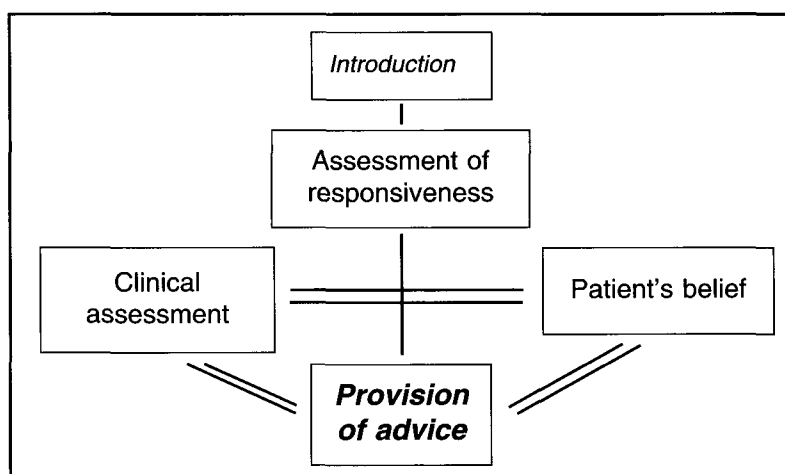 Introduction
Assessment of
responsiveness
Clinical
assessment
Patient's belief
Provision
of advice